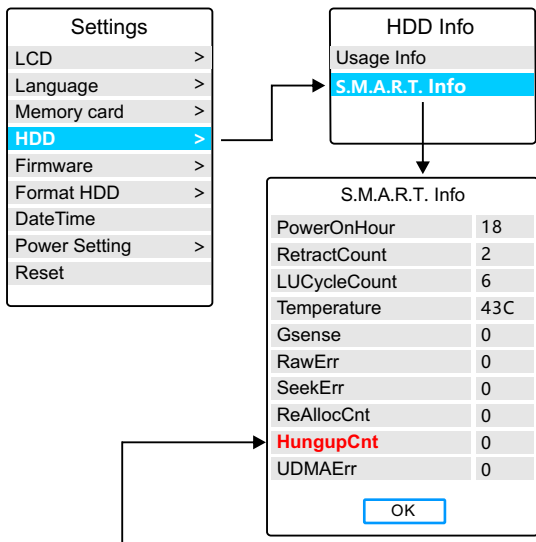 Settings
LCD >
Language >
Memory card >
HDD >
Firmware >
Format HDD >
DateTime
Power Setting >
Reset
HDD Info
Usage Info
S.M.A.R.T. Info
S.M.A.R.T. Info
PowerOnHour 18
RetractCount 2
LUCycleCount 6
Temperature 43C
Gsense 0
RawErr 0
SeekErr 0
ReAllocCnt 0
HungupCnt 0
UDMAErr 0
OK